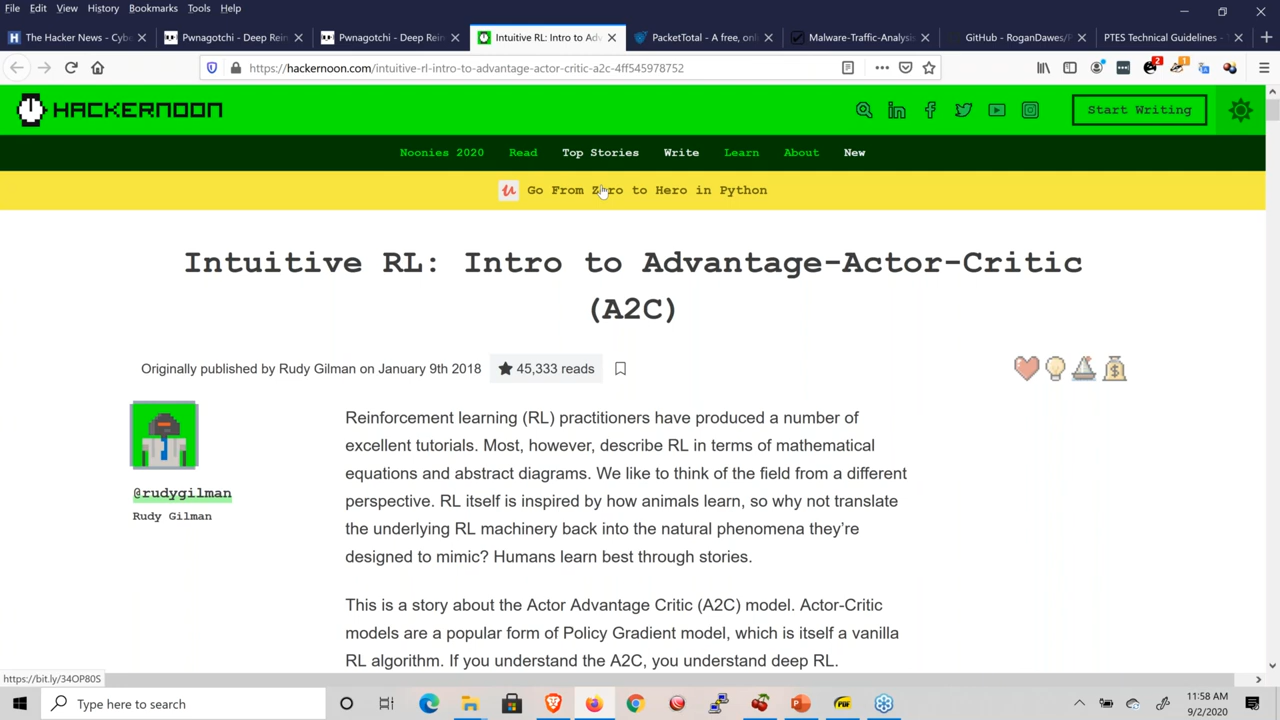 File Edit View History Bookmarks Tools Help
The Hacker News - Cybe
Pwnagotchi - Deep Rein
Pwnagotchi - Deep Rein
Intuitive RL: Intro to Adv
PacketTotal - A free, onli
Malware-Traffic-Analysis
GitHub - RoganDawes/P
PTES Technical Guidelines -
https://hackernoon.com/intuitive-rl-intro-to-advantage-actor-critic-a2c-4ff545978752
2
1
HACKERNOON
Start Writing
Noonies 2020 Read Top Stories Write Learn About New
Go From Zero to Hero in Python
Intuitive RL: Intro to Advantage-Actor-Critic
(A2C)
Originally published by Rudy Gilman on January 9th 2018 45,333 reads
@rudygilman
Rudy Gilman
Reinforcement learning (RL) practitioners have produced a number of
excellent tutorials. Most, however, describe RL in terms of mathematical
equations and abstract diagrams. We like to think of the field from a different
perspective. RL itself is inspired by how animals learn, so why not translate
the underlying RL machinery back into the natural phenomena they're
designed to mimic? Humans learn best through stories.
This is a story about the Actor Advantage Critic (A2C) model. Actor-Critic
models are a popular form of Policy Gradient model, which is itself a vanilla
RL algorithm. If you understand the A2C, you understand deep RL.
https://bit.ly/34OP80S
Type here to search
11:58 AM
9/2/2020